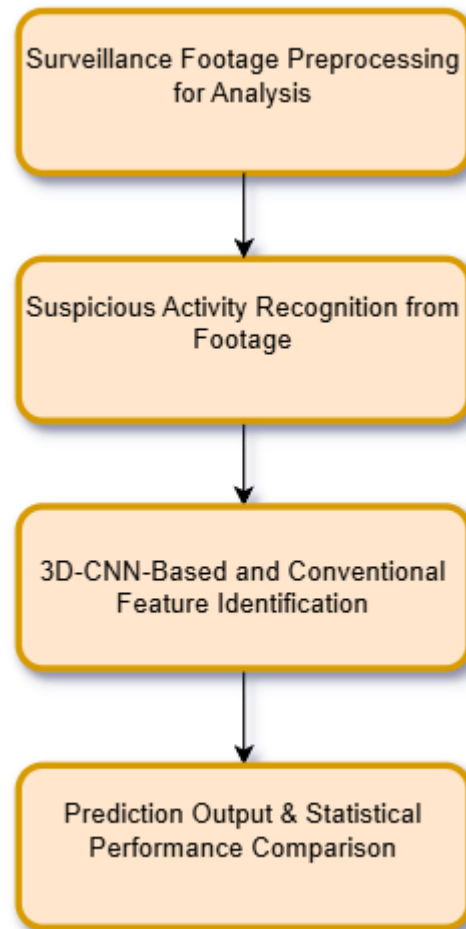 Surveillance Footage Preprocessing
for Analysis
Suspicious Activity Recognition from
Footage
3D-CNN-Based and Conventional
Feature Identification
Prediction Output & Statistical
Performance Comparison